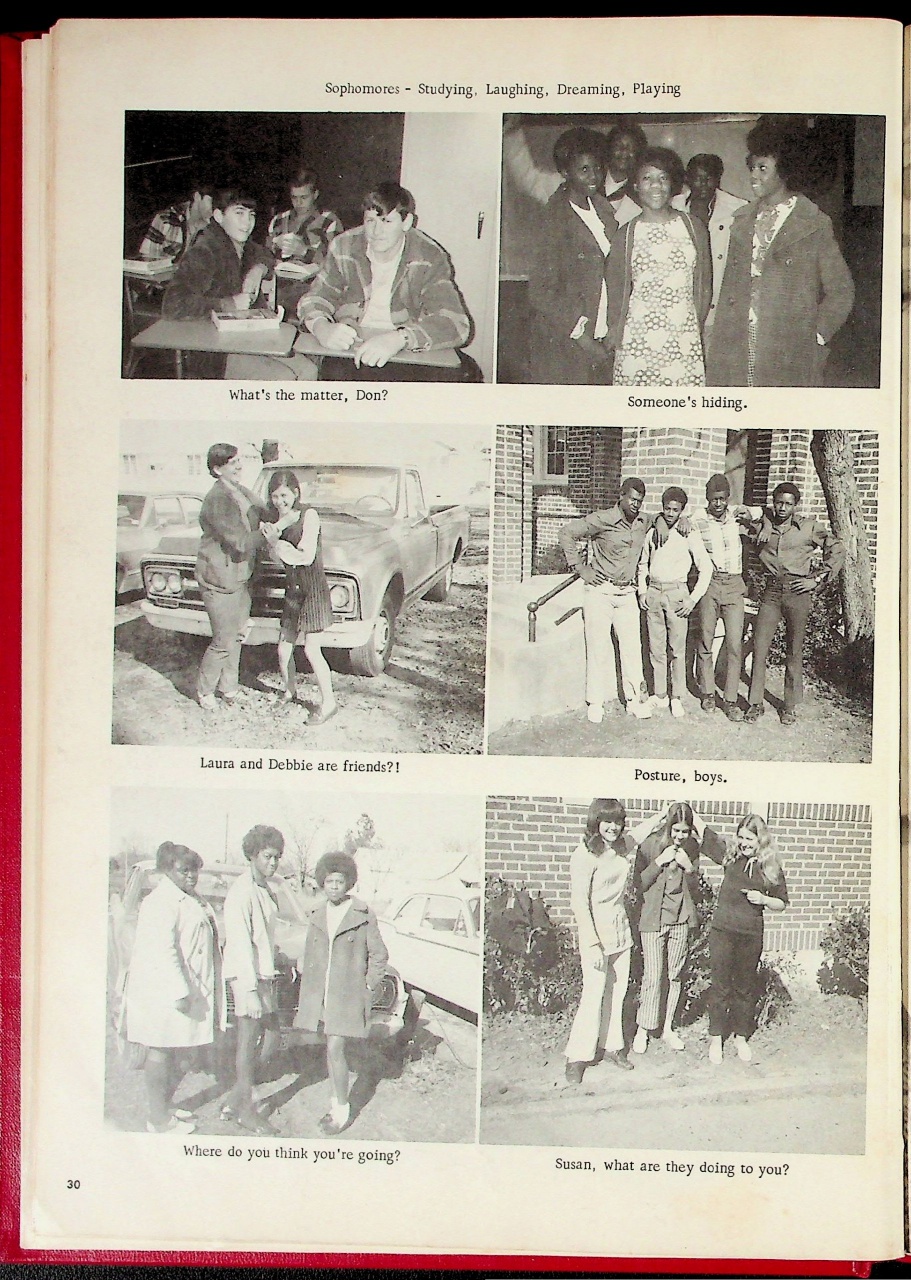 Sophomores - Studying, Laughing, Dreaming, Playing
What's the matter, Don?
Someone's hiding.
Laura and Debbie are friends?!
Posture, boys.
Where do you think you're going?
Susan, what are they doing to you?
30